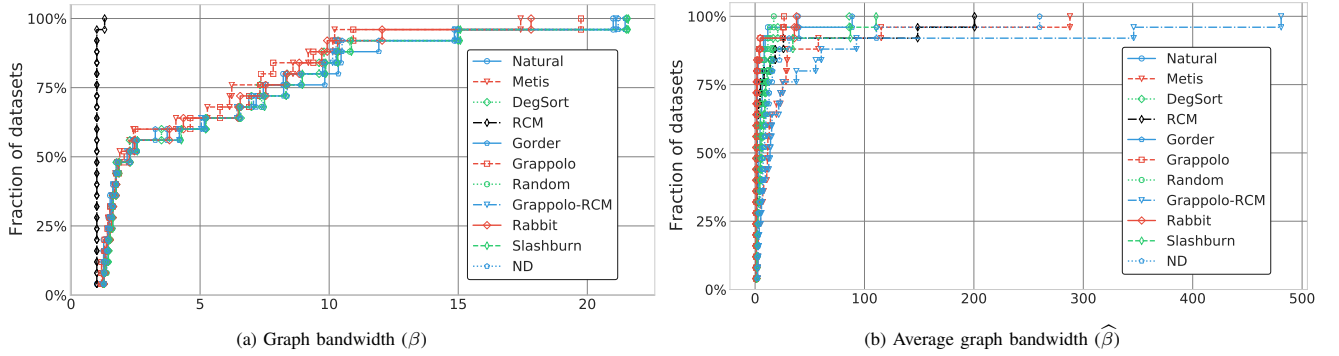 Fraction of datasets
100%
75%
50%
25%
0%
0
5
10
15
20
Natural
Metis
DegSort
RCM
Gorder
Grappolo
Random
Grappolo-RCM
Rabbit
Slashburn
ND
(a) Graph bandwidth (β)
Fraction of datasets
100%
75%
50%
25%
0%
0
100
200
300
400
500
Natural
Metis
DegSort
RCM
Gorder
Grappolo
Random
Grappolo-RCM
Rabbit
Slashburn
ND
(b) Average graph bandwidth (β̂)